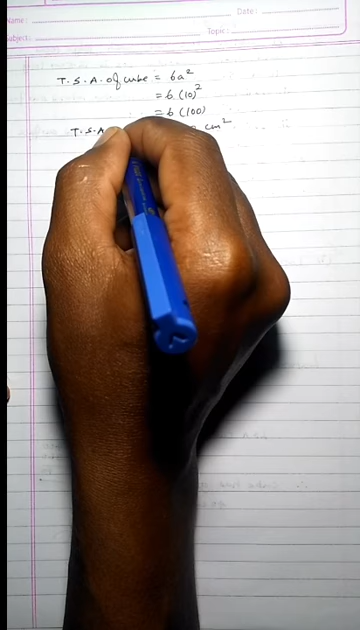 Name:
Date:
Subject:
Topic:
T.S.A. of cube = 6a²
= 6 (10)²
= 6 (100)
T.S.A cm²